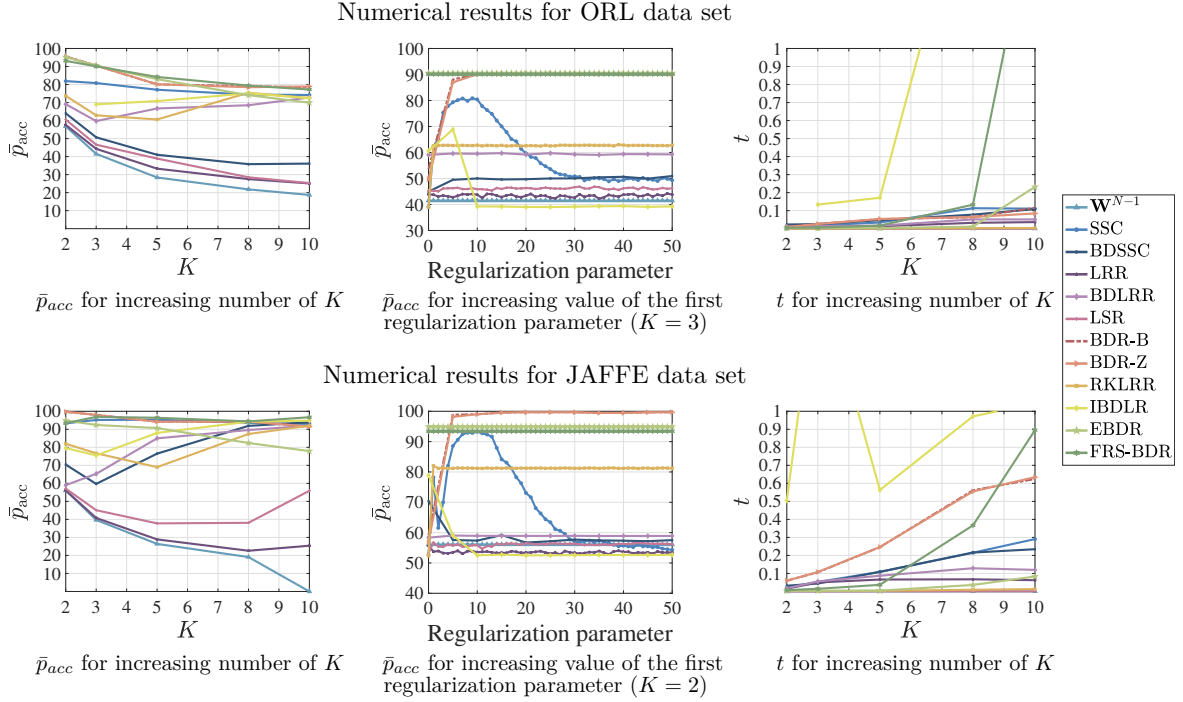 Numerical results for ORL data set
100
90
80
70
60
50
40
30
20
10
2 3 4 5 6 7 8 9 10
p̄acc
K
p̄acc for increasing number of K
100
90
80
70
60
50
40
30
0 10 20 30 40 50
p̄acc
Regularization parameter
p̄acc for increasing value of the first
regularization parameter (K = 3)
1
0.9
0.8
0.7
0.6
0.5
0.4
0.3
0.2
0.1
2 3 4 5 6 7 8 9 10
t
K
t for increasing number of K
W^N−1
SSC
BDSSC
LRR
BDLRR
LSR
BDR-B
BDR-Z
RKLRR
IBDLR
EBDR
FRS-BDR
Numerical results for JAFFE data set
100
90
80
70
60
50
40
30
20
10
2 3 4 5 6 7 8 9 10
p̄acc
K
p̄acc for increasing number of K
100
90
80
70
60
50
40
0 10 20 30 40 50
p̄acc
Regularization parameter
p̄acc for increasing value of the first
regularization parameter (K = 2)
1
0.9
0.8
0.7
0.6
0.5
0.4
0.3
0.2
0.1
2 3 4 5 6 7 8 9 10
t
K
t for increasing number of K